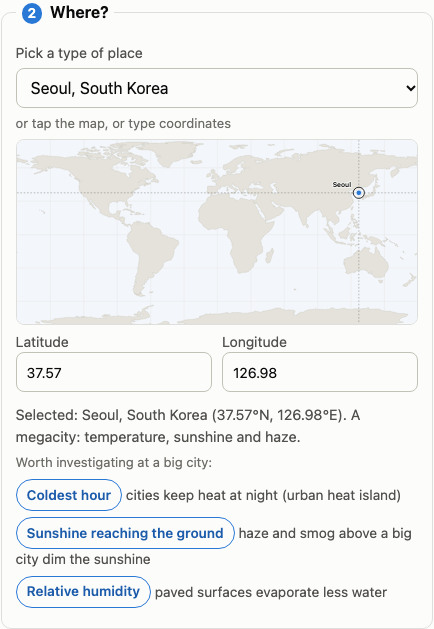 2 Where?
Pick a type of place
Seoul, South Korea
or tap the map, or type coordinates
Seoul
Latitude Longitude
37.57 126.98
Selected: Seoul, South Korea (37.57°N, 126.98°E). A
megacity: temperature, sunshine and haze.
Worth investigating at a big city:
Coldest hour cities keep heat at night (urban heat island)
Sunshine reaching the ground haze and smog above a big
city dim the sunshine
Relative humidity paved surfaces evaporate less water